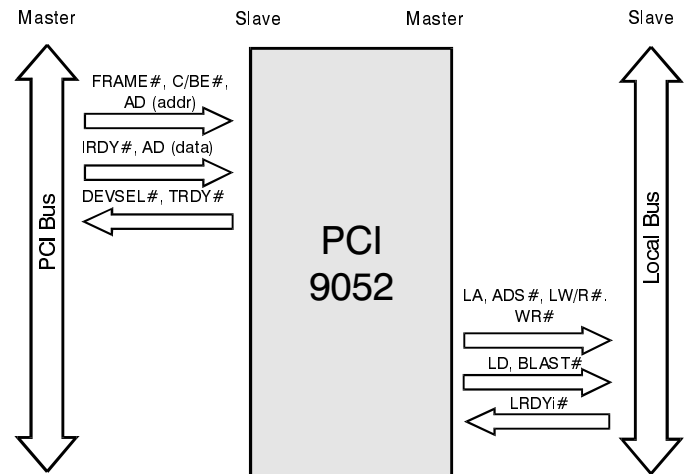 Master
Slave
Master
Slave
FRAME#, C/BE#,
AD (addr)
IRDY#, AD (data)
DEVSEL#, TRDY#
PCI Bus
PCI
9052
Local Bus
LA, ADS#, LW/R#.
WR#
LD, BLAST#
LRDYi#